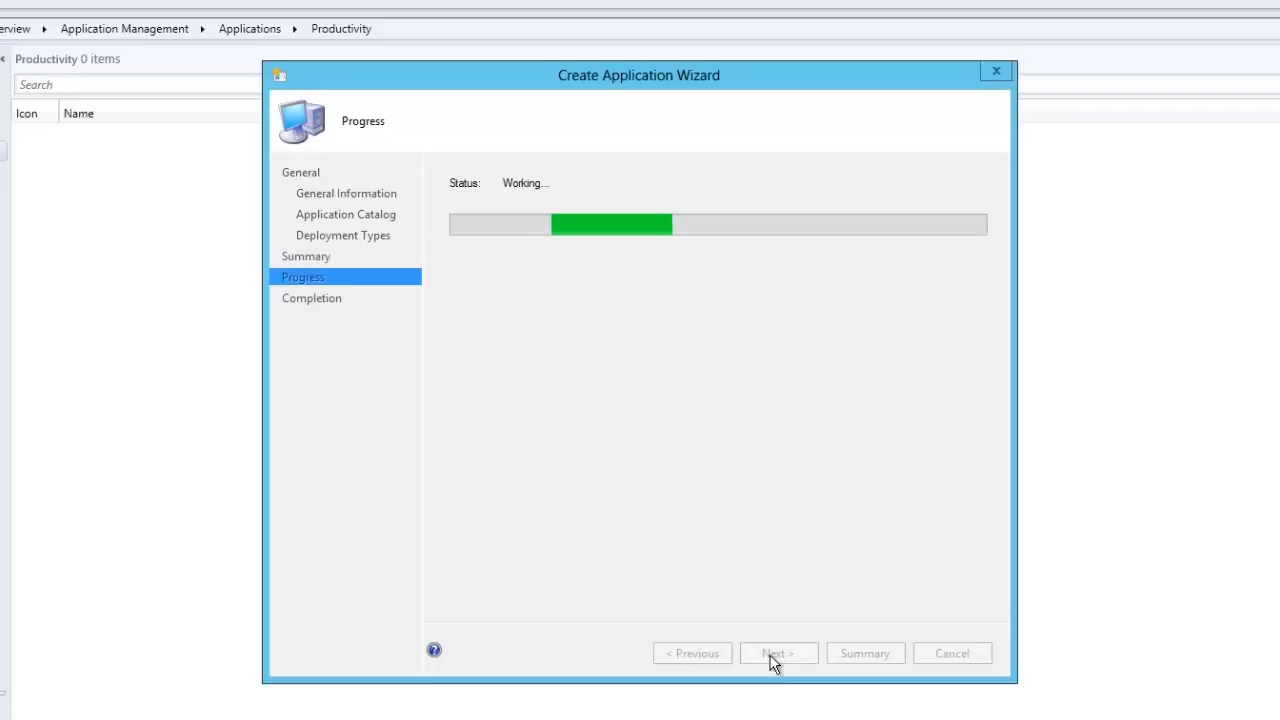 erview ▸ Application Management ▸ Applications ▸ Productivity
Productivity 0 items
Search
Icon Name
Create Application Wizard
x
Progress
General
General Information
Application Catalog
Deployment Types
Summary
Progress
Completion
Status: Working...
?
< Previous Next > Summary Cancel